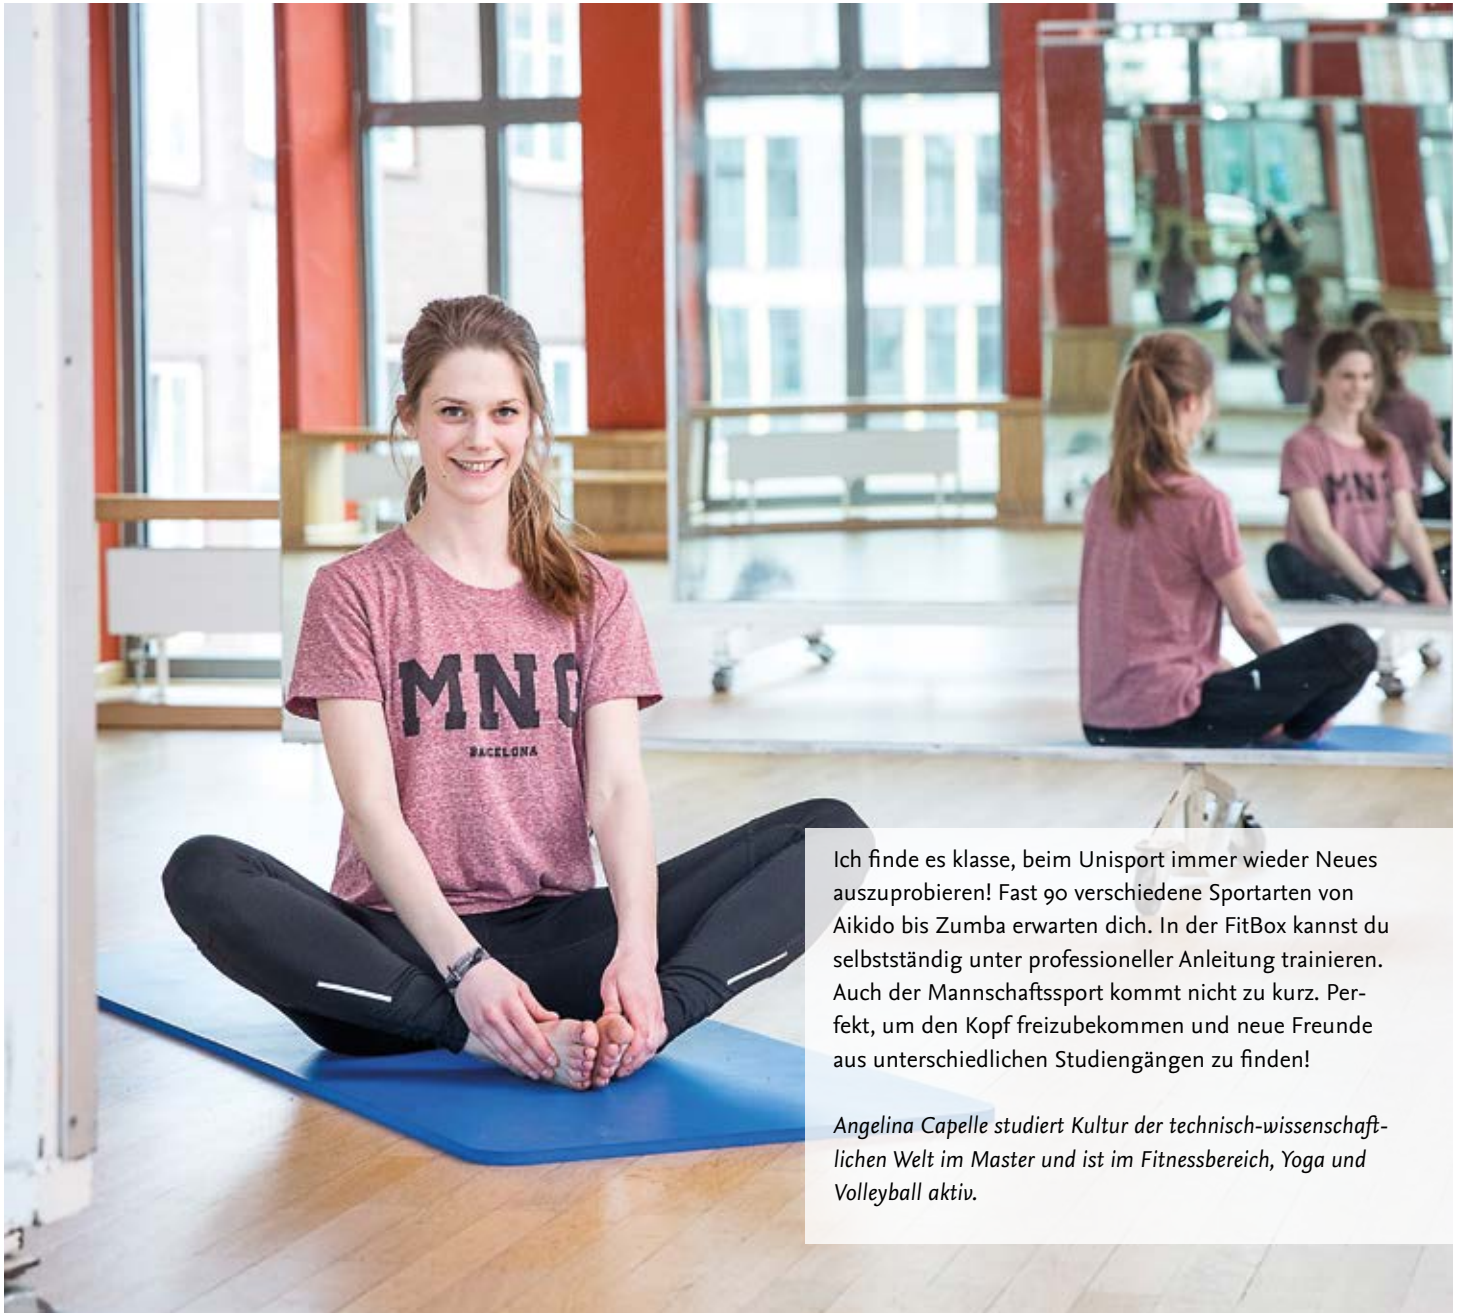 MNG
BACELONA
MN
Ich finde es klasse, beim Unisport immer wieder Neues
auszuprobieren! Fast 90 verschiedene Sportarten von
Aikido bis Zumba erwarten dich. In der FitBox kannst du
selbstständig unter professioneller Anleitung trainieren.
Auch der Mannschaftssport kommt nicht zu kurz. Per-
fekt, um den Kopf freizubekommen und neue Freunde
aus unterschiedlichen Studiengängen zu finden!
Angelina Capelle studiert Kultur der technisch-wissenschaft-
lichen Welt im Master und ist im Fitnessbereich, Yoga und
Volleyball aktiv.